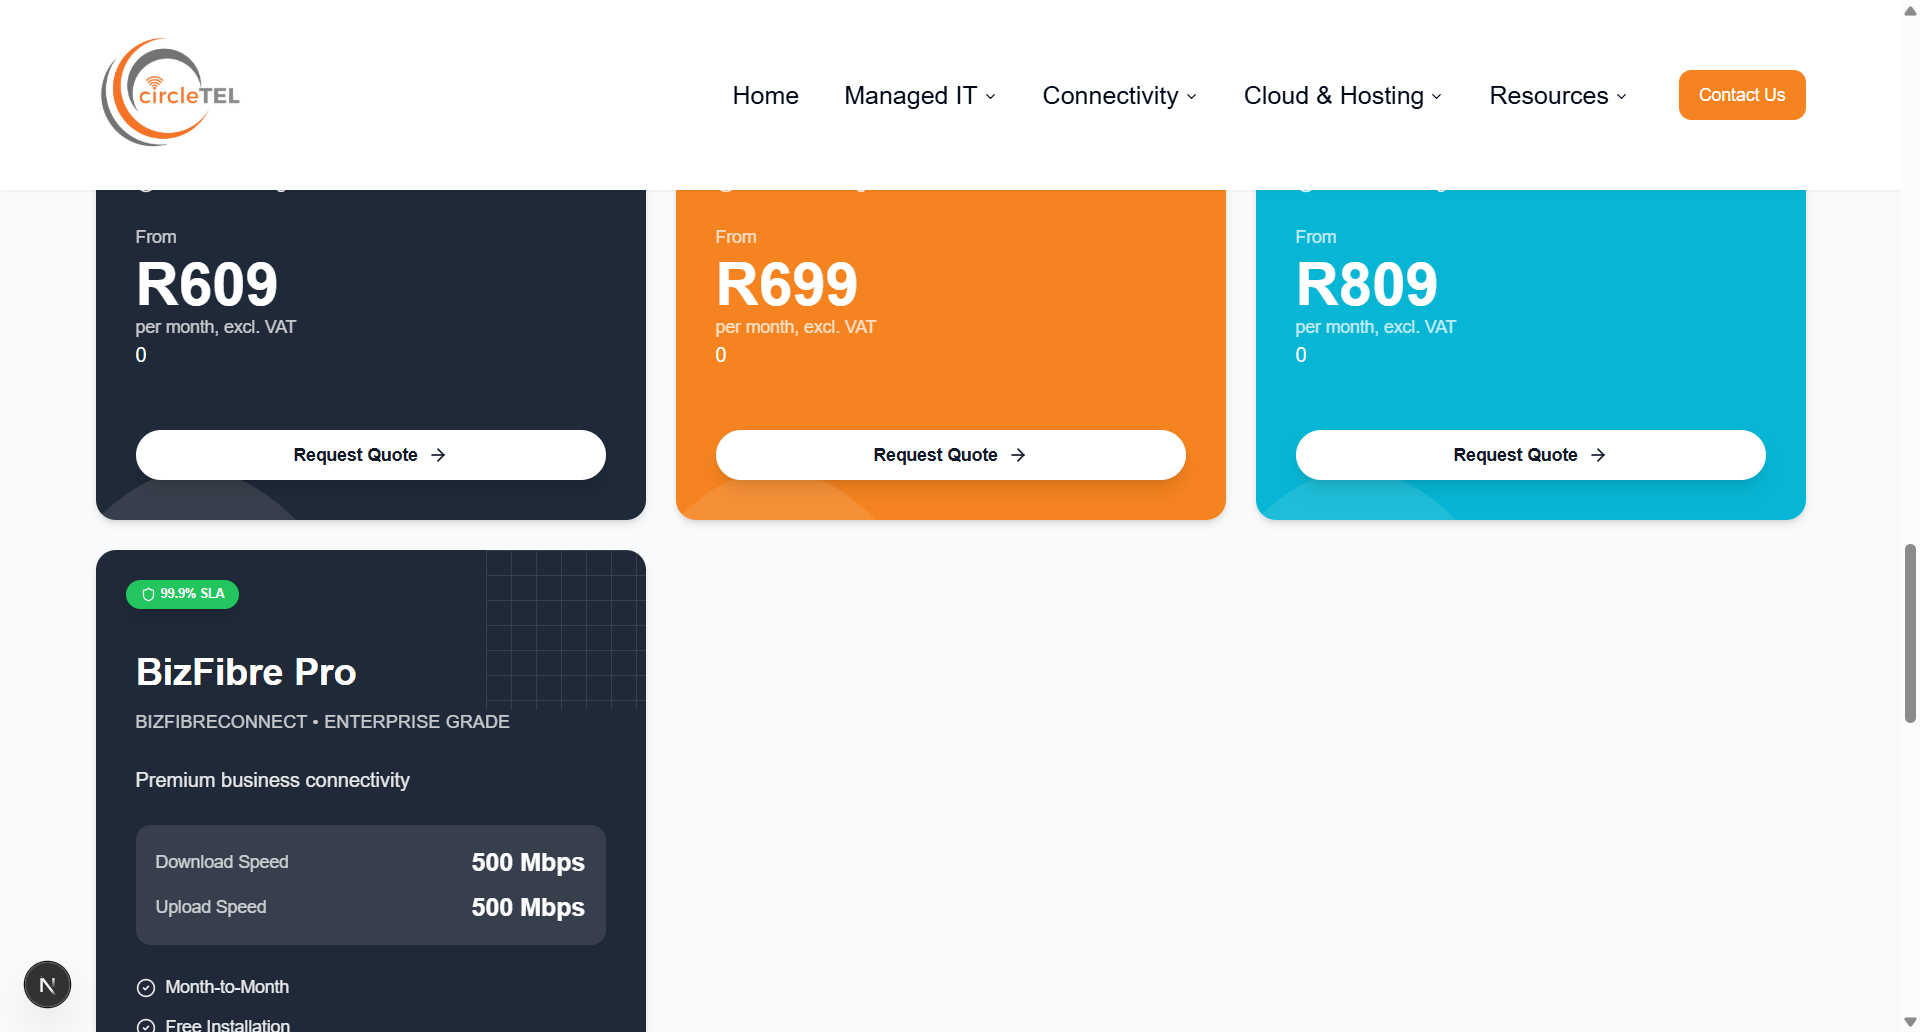 circleTEL
Home
Managed IT
Connectivity
Cloud & Hosting
Resources
Contact Us
From
R609
per month, excl. VAT
0
Request Quote
From
R699
per month, excl. VAT
0
Request Quote
From
R809
per month, excl. VAT
0
Request Quote
99.9% SLA
BizFibre Pro
BIZFIBRECONNECT • ENTERPRISE GRADE
Premium business connectivity
Download Speed 500 Mbps
Upload Speed 500 Mbps
Month-to-Month
Free Installation
N